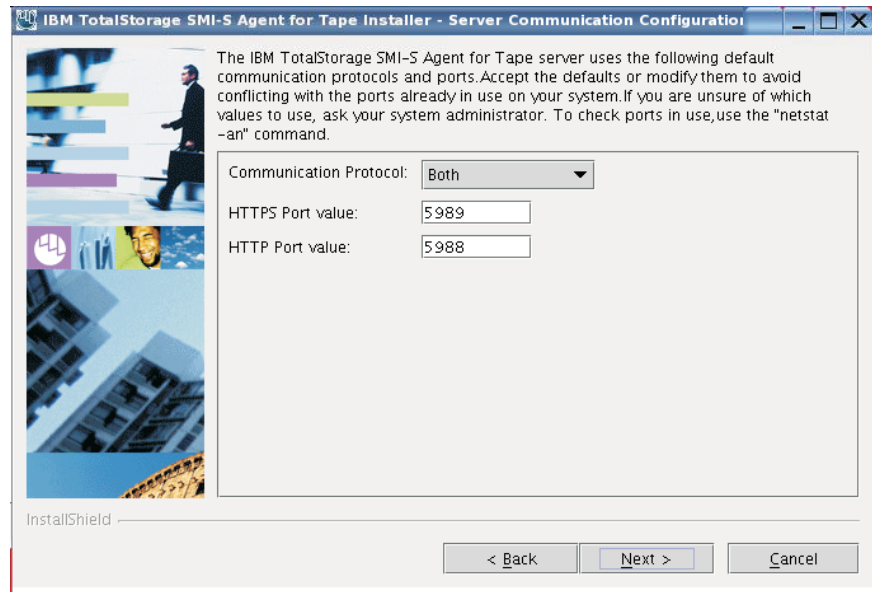 IBM TotalStorage SMI-S Agent for Tape Installer - Server Communication Configuration
The IBM TotalStorage SMI-S Agent for Tape server uses the following default
communication protocols and ports.Accept the defaults or modify them to avoid
conflicting with the ports already in use on your system.If you are unsure of which
values to use, ask your system administrator. To check ports in use,use the "netstat
-an" command.
Communication Protocol: Both
HTTPS Port value: 5989
HTTP Port value: 5988
InstallShield
< Back Next > Cancel